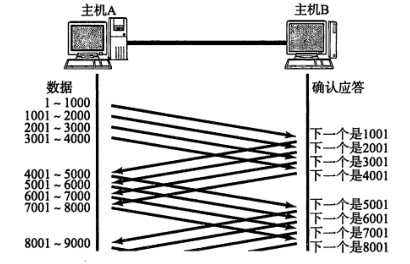 主机A
主机B
数据
确认应答
1～1000
1001～2000
2001～3000
3001～4000
下一个是1001
下一个是2001
下一个是3001
下一个是4001
4001～5000
5001～6000
6001～7000
7001～8000
下一个是5001
下一个是6001
下一个是7001
下一个是8001
8001～9000